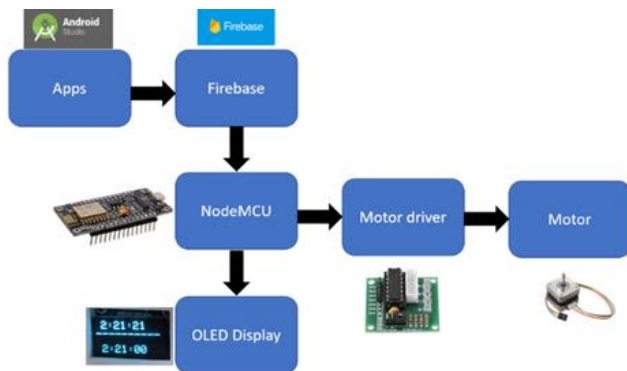 Android
Studio
Firebase
Apps
Firebase
NodeMCU
Motor driver
Motor
2:21:21
2:21:00
OLED Display